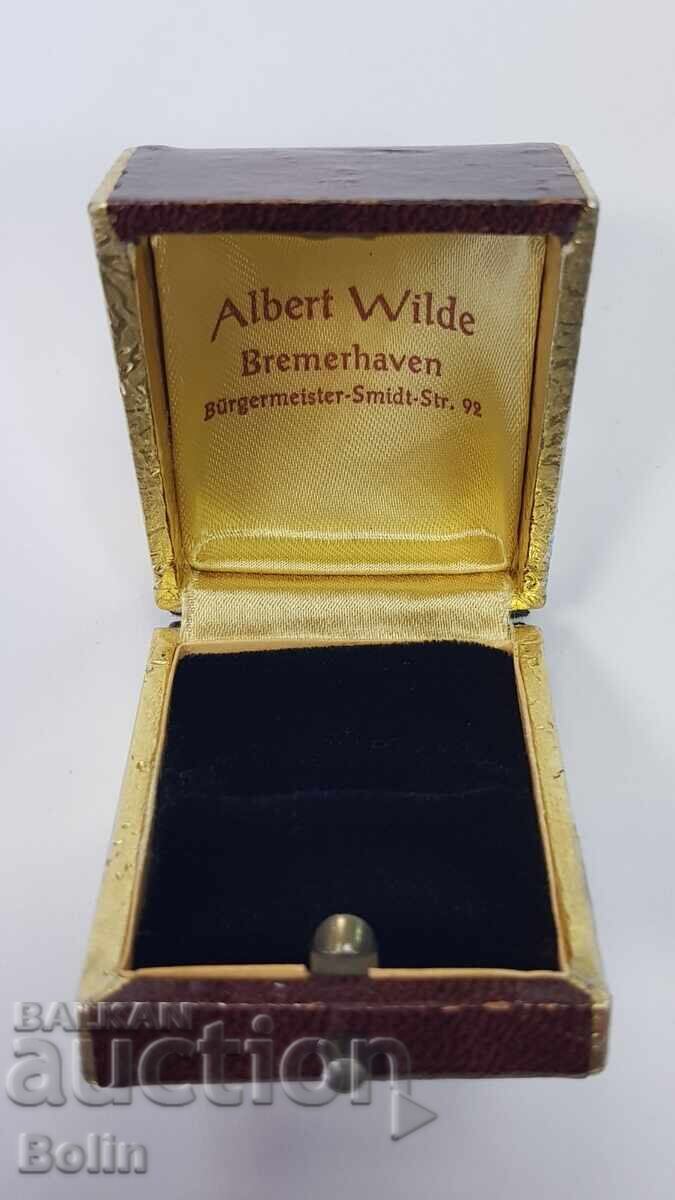 Albert Wilde
Bremerhaven
Bürgermeister-Smidt-Str. 92
BALKAN
auction
Bolin